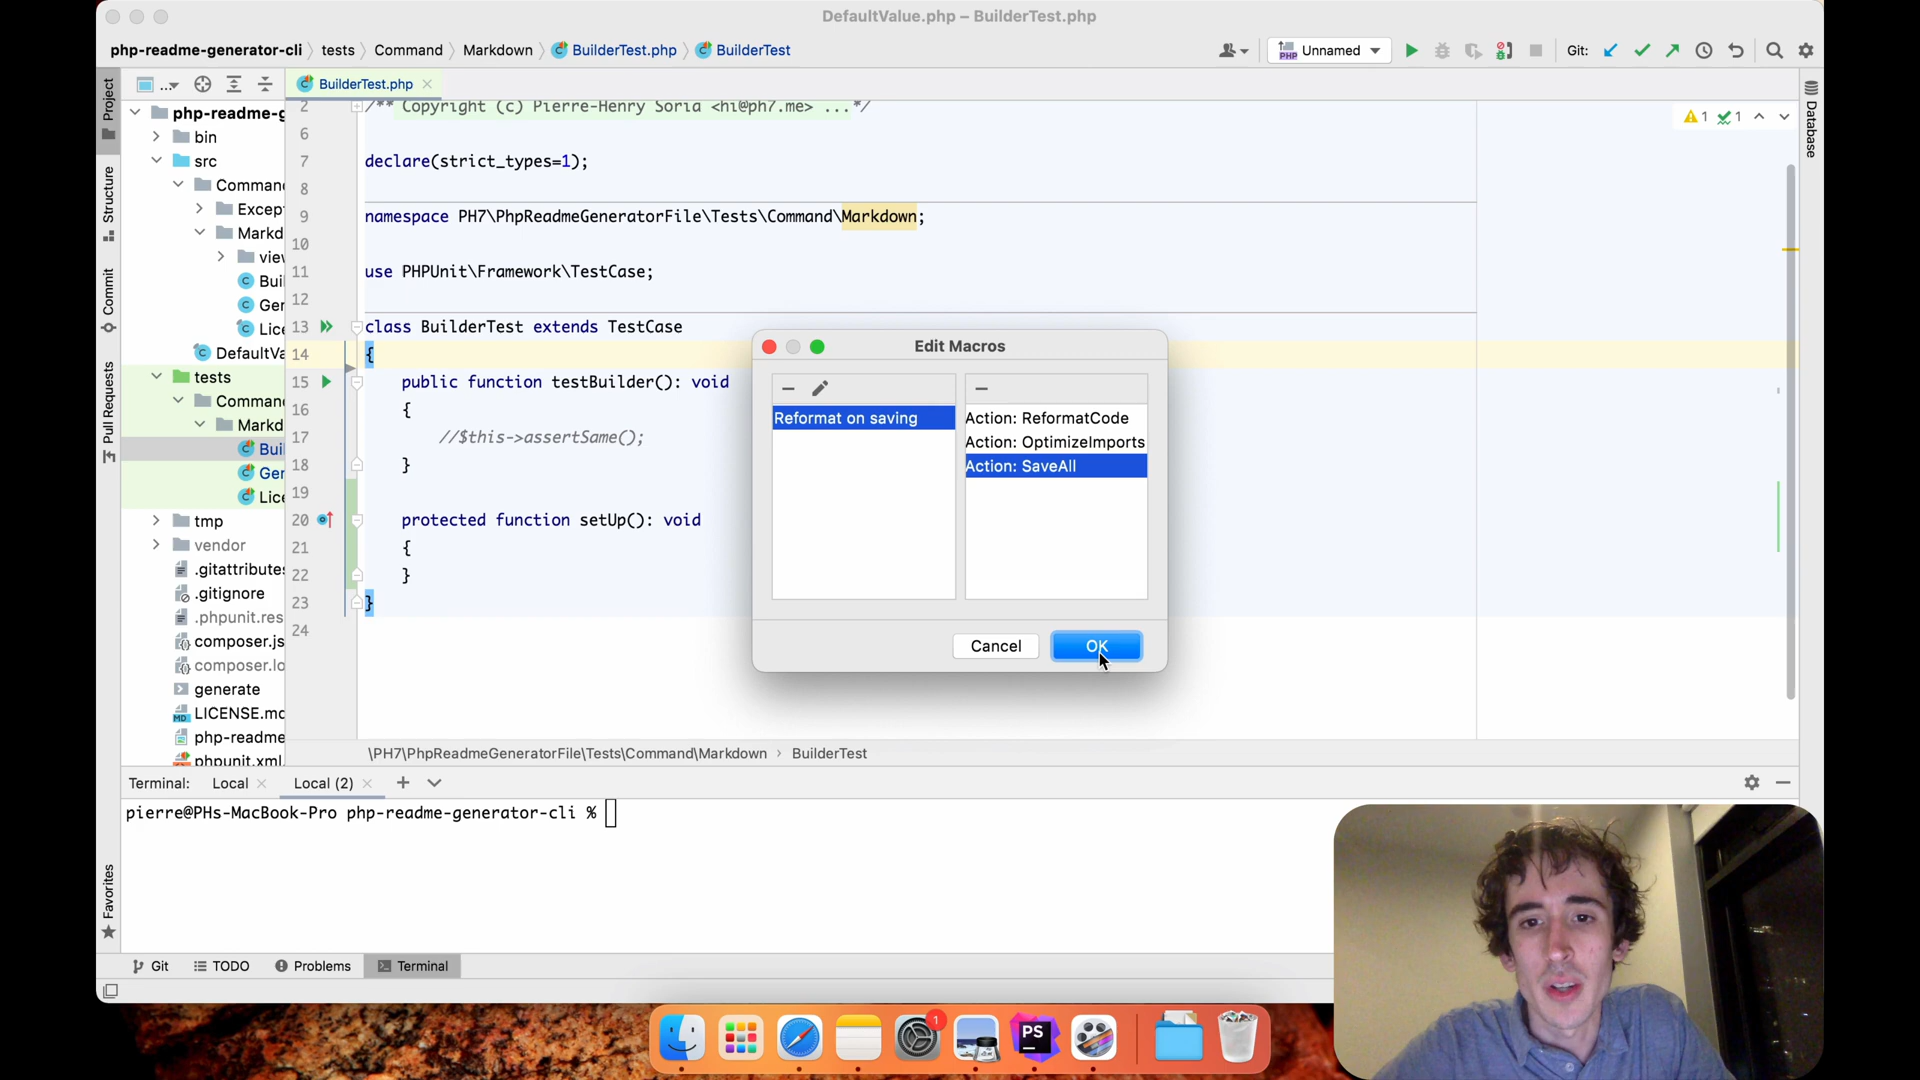 DefaultValue.php – BuilderTest.php
php-readme-generator-cli
tests
Command
Markdown
BuilderTest.php
BuilderTest
Unnamed
Git:
Project
Structure
Commit
Pull Requests
Favorites
Database
...
BuilderTest.php
php-readme-g
bin
src
Comman
Excep
Markd
view
Bui
Ger
Lice
DefaultVa
tests
Comman
Markd
Bui
Ger
Lice
tmp
vendor
.gitattributes
.gitignore
.phpunit.res
composer.js
composer.lo
generate
LICENSE.md
php-readme
phpunit.xml
2 /** Copyright (c) Pierre-Henry Soria <hi@ph7.me> ...*/
6
7 declare(strict_types=1);
8
9 namespace PH7\PhpReadmeGeneratorFile\Tests\Command\Markdown;
10
11 use PHPUnit\Framework\TestCase;
12
13 class BuilderTest extends TestCase
14 {
15 public function testBuilder(): void
16 {
17 //$this->assertSame();
18 }
19
20 protected function setUp(): void
21 {
22 }
23 }
24
1 1
Edit Macros
Reformat on saving
Action: ReformatCode
Action: OptimizeImports
Action: SaveAll
Cancel
OK
\PH7\PhpReadmeGeneratorFile\Tests\Command\Markdown › BuilderTest
Terminal: Local Local (2)
pierre@PHs-MacBook-Pro php-readme-generator-cli %
Git
TODO
Problems
Terminal
1
PS